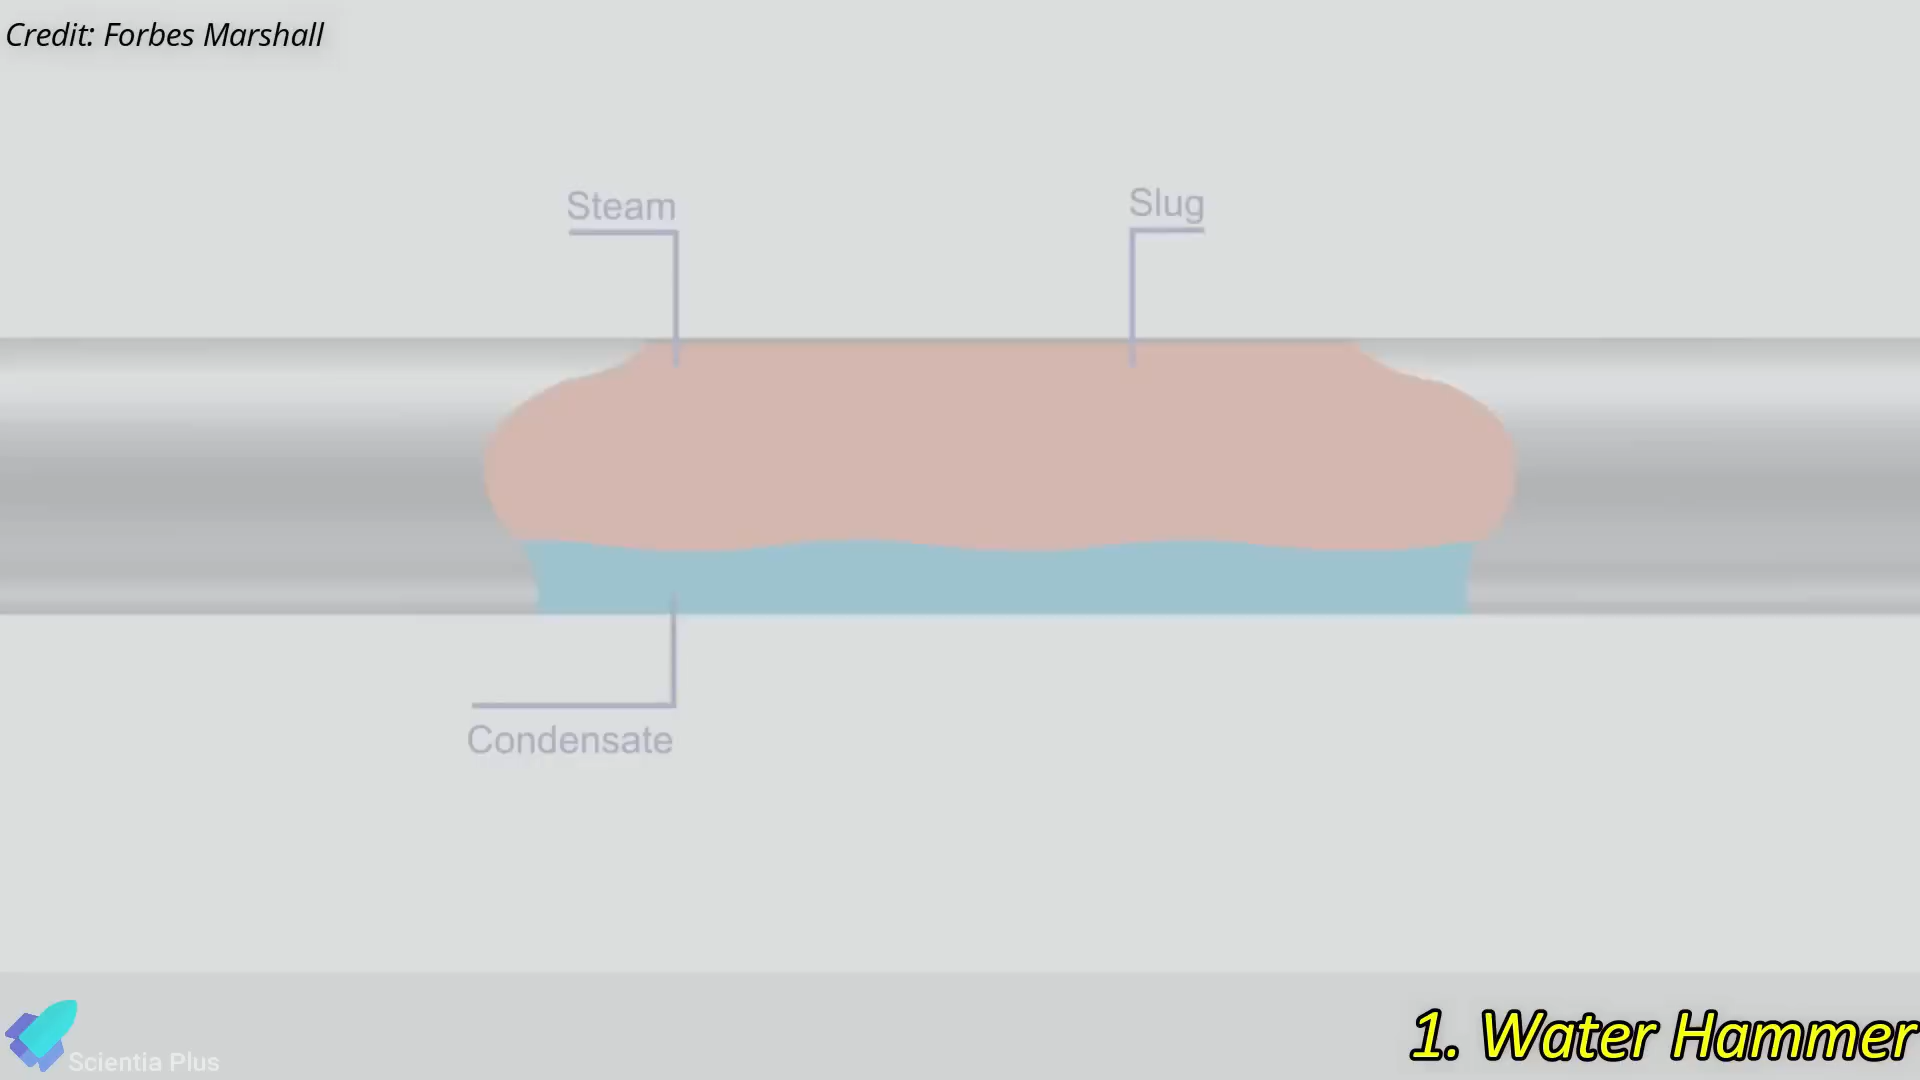 Credit: Forbes Marshall
Steam
Slug
Condensate
Scientia Plus
1. Water Hammer